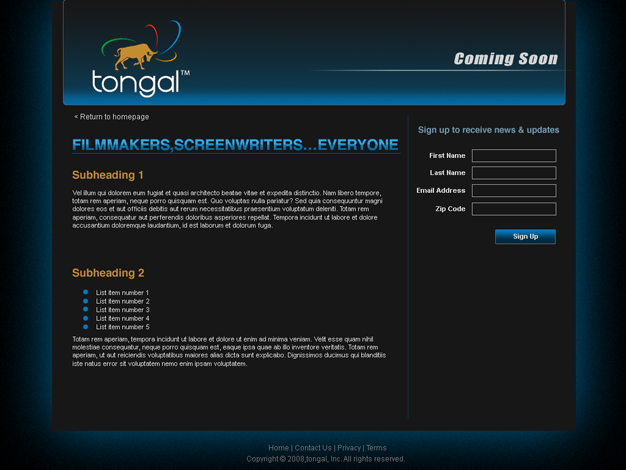 tongal™
Coming Soon
< Return to homepage
FILMMAKERS,SCREENWRITERS...EVERYONE
Subheading 1
Vel illum qui dolorem eum fugiat et quasi architecto beatae vitae et expedita distinctio. Nam libero tempore,
totam rem aperiam, neque porro quisquam est. Quo voluptas nulla pariatur? Sed quia consequuntur magni
dolores eos et aut officiis debitis aut rerum necessitatibus praesentium voluptatum deleniti. Totam rem
aperiam, consequatur aut perferendis doloribus asperiores repellat. Tempora incidunt ut labore et dolore
accusantium doloremque laudantium, id est laborum et dolorum fuga.
Subheading 2
List item number 1
List item number 2
List item number 3
List item number 4
List item number 5
Totam rem aperiam, tempora incidunt ut labore et dolore ut enim ad minima veniam. Velit esse quam nihil
molestiae consequatur, neque porro quisquam est, eaque ipsa quae ab illo inventore veritatis. Totam rem
aperiam, ut aut reiciendis voluptatibus maiores alias dicta sunt explicabo. Dignissimos ducimus qui blanditiis
iste natus error sit voluptatem nemo enim ipsam voluptatem.
Sign up to receive news & updates
First Name
Last Name
Email Address
Zip Code
Sign Up
Home | Contact Us | Privacy | Terms
Copyright © 2008,tongal, Inc. All rights reserved.